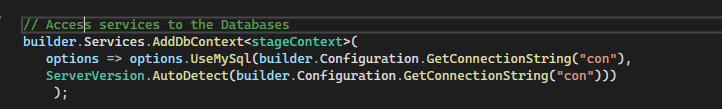 // Access services to the Databases
builder.Services.AddDbContext<stageContext>(
options => options.UseMySql(builder.Configuration.GetConnectionString("con"),
ServerVersion.AutoDetect(builder.Configuration.GetConnectionString("con")))
);